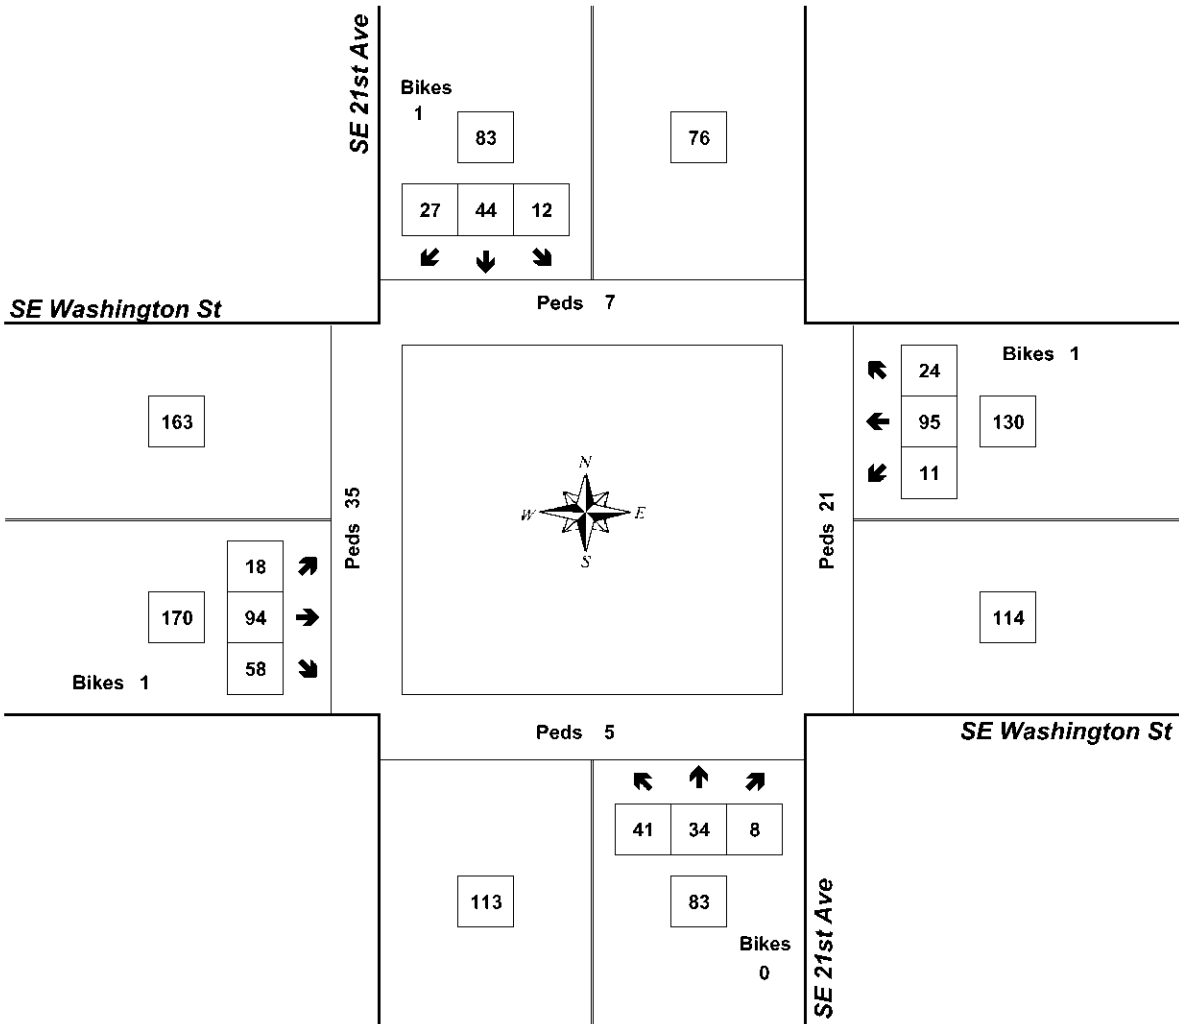 SE 21st Ave
Bikes
1
83
76
27 44 12
Peds 7
SE Washington St
163
Peds 35
18
170 94
58
Bikes 1
N
W E
S
Peds 21
24
Bikes 1
95 130
11
114
Peds 5
SE Washington St
41 34 8
113
83
Bikes
0
SE 21st Ave